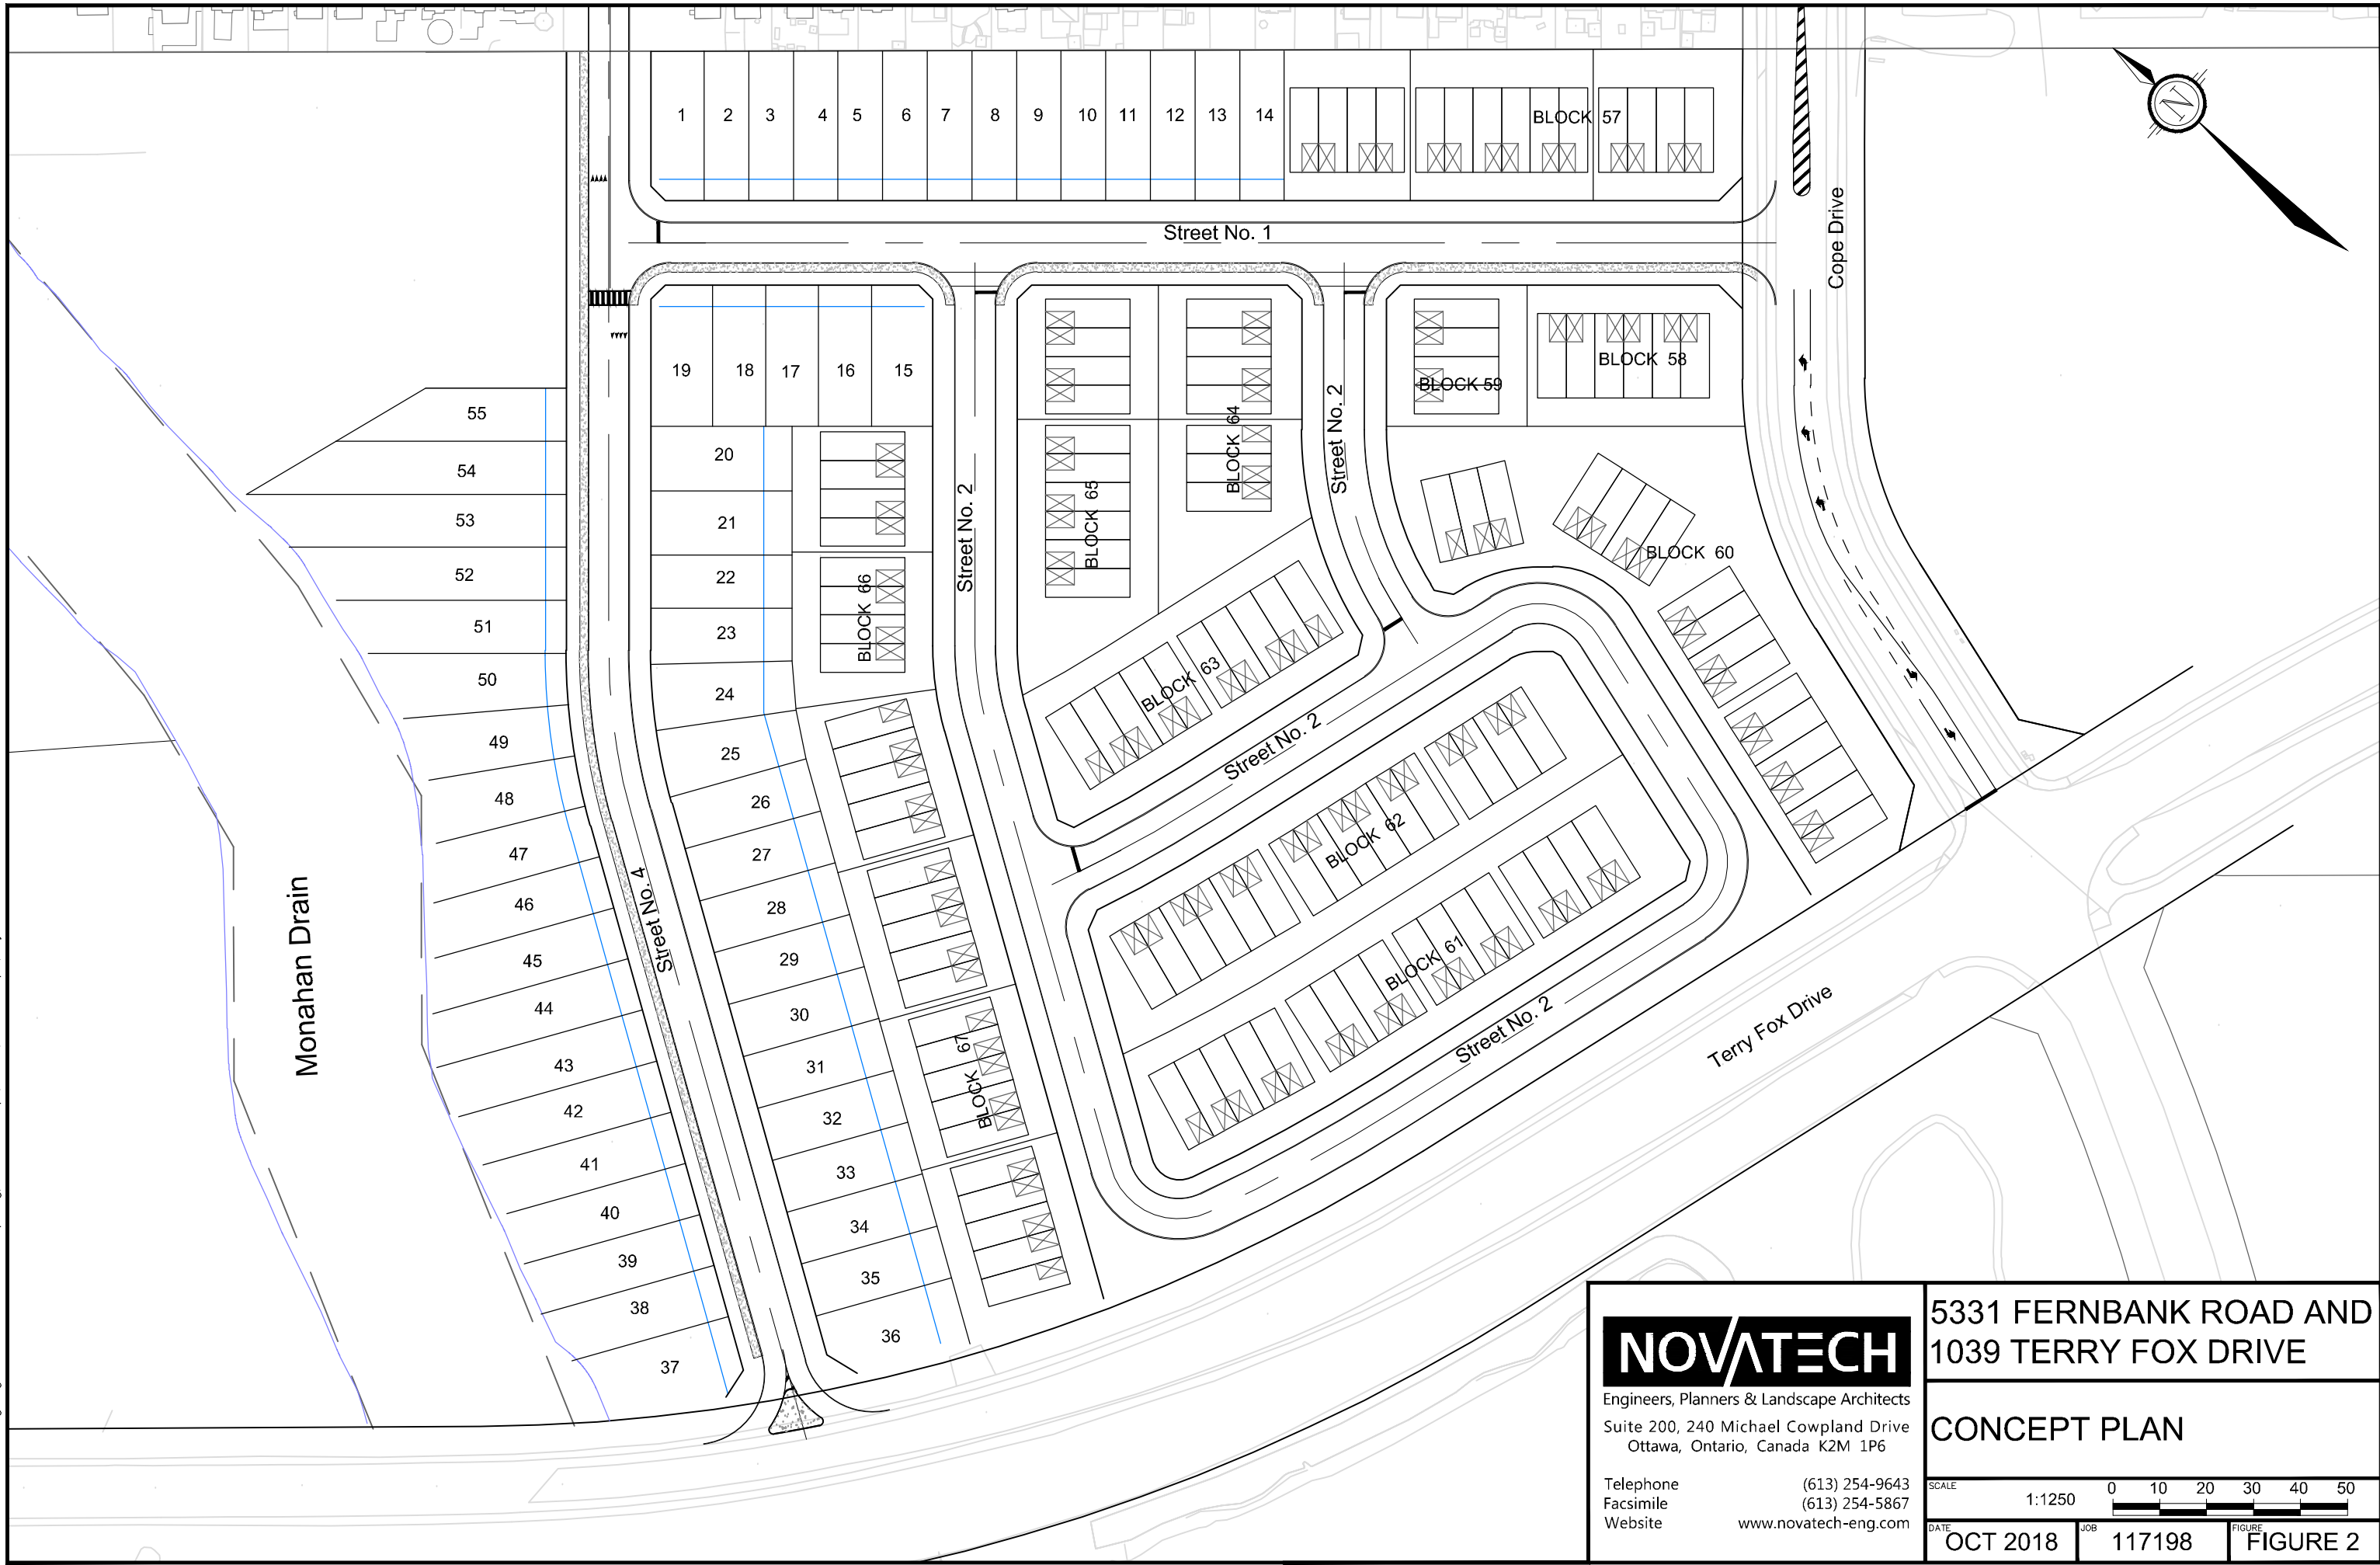 1 2 3 4 5 6 7 8 9 10 11 12 13 14 BLOCK 57
Street No. 1
Cope Drive
19 18 17 16 15
BLOCK 59
BLOCK 58
55
54
53
52
51
50
49
48
47
46
45
44
43
42
41
40
39
38
37
20
21
22
23
24
25
26
27
28
29
30
31
32
33
34
35
36
BLOCK 66
BLOCK 67
Street No. 2
BLOCK 65
BLOCK 64
Street No. 2
BLOCK 63
Street No. 2
BLOCK 60
BLOCK 62
BLOCK 61
Street No. 2
Street No. 4
Monahan Drain
Terry Fox Drive
N
NOVATECH
Engineers, Planners & Landscape Architects
Suite 200, 240 Michael Cowpland Drive
Ottawa, Ontario, Canada K2M 1P6
Telephone (613) 254-9643
Facsimile (613) 254-5867
Website www.novatech-eng.com
5331 FERNBANK ROAD AND
1039 TERRY FOX DRIVE
CONCEPT PLAN
SCALE
1:1250
0 10 20 30 40 50
DATE
OCT 2018
JOB
117198
FIGURE
FIGURE 2